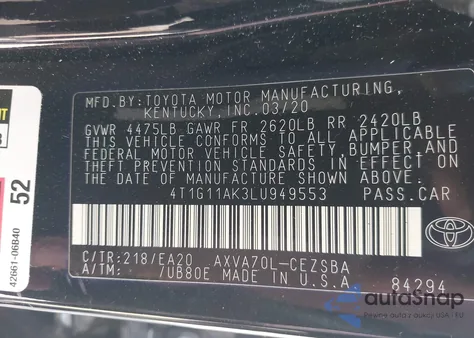 MFD.BY:TOYOTA MOTOR MANUFACTURING,
KENTUCKY, INC. 03/20
GVWR 4475LB GAWR FR 2620LB RR 2420LB
THIS VEHICLE CONFORMS TO ALL APPLICABLE
FEDERAL MOTOR VEHICLE SAFETY, BUMPER, AND
THEFT PREVENTION STANDARDS IN EFFECT ON
THE DATE OF MANUFACTURE SHOWN ABOVE.
4T1G11AK3LU949553 PASS.CAR
C/TR:218/EA20 AXVA70L-CEZSBA
A/TM: /UB80E MADE IN U.S.A 84294
TOYOTA
52
42661-06B40
autoSnap